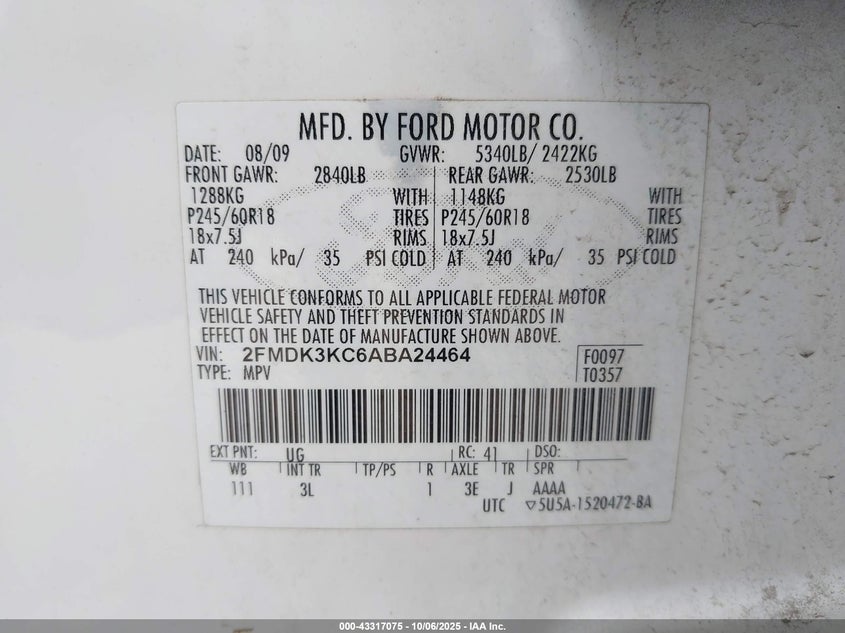 MFD. BY FORD MOTOR CO.
DATE: 08/09 GVWR: 5340LB/ 2422KG
FRONT GAWR: 2840LB REAR GAWR: 2530LB
1288KG WITH 1148KG WITH
P245/60R18 TIRES P245/60R18 TIRES
18x7.5J RIMS 18x7.5J RIMS
AT 240 kPa/ 35 PSI COLD AT 240 kPa/ 35 PSI COLD
THIS VEHICLE CONFORMS TO ALL APPLICABLE FEDERAL MOTOR
VEHICLE SAFETY AND THEFT PREVENTION STANDARDS IN
EFFECT ON THE DATE OF MANUFACTURE SHOWN ABOVE.
VIN: 2FMDK3KC6ABA24464 F0097
TYPE: MPV T0357
EXT PNT: UG RC: 41 DSO:
WB INT TR TP/PS R AXLE TR SPR
111 3L 1 3E J AAAA
UTC ▽5U5A-1520472-BA
000-43317075 - 10/06/2025 - IAA Inc.